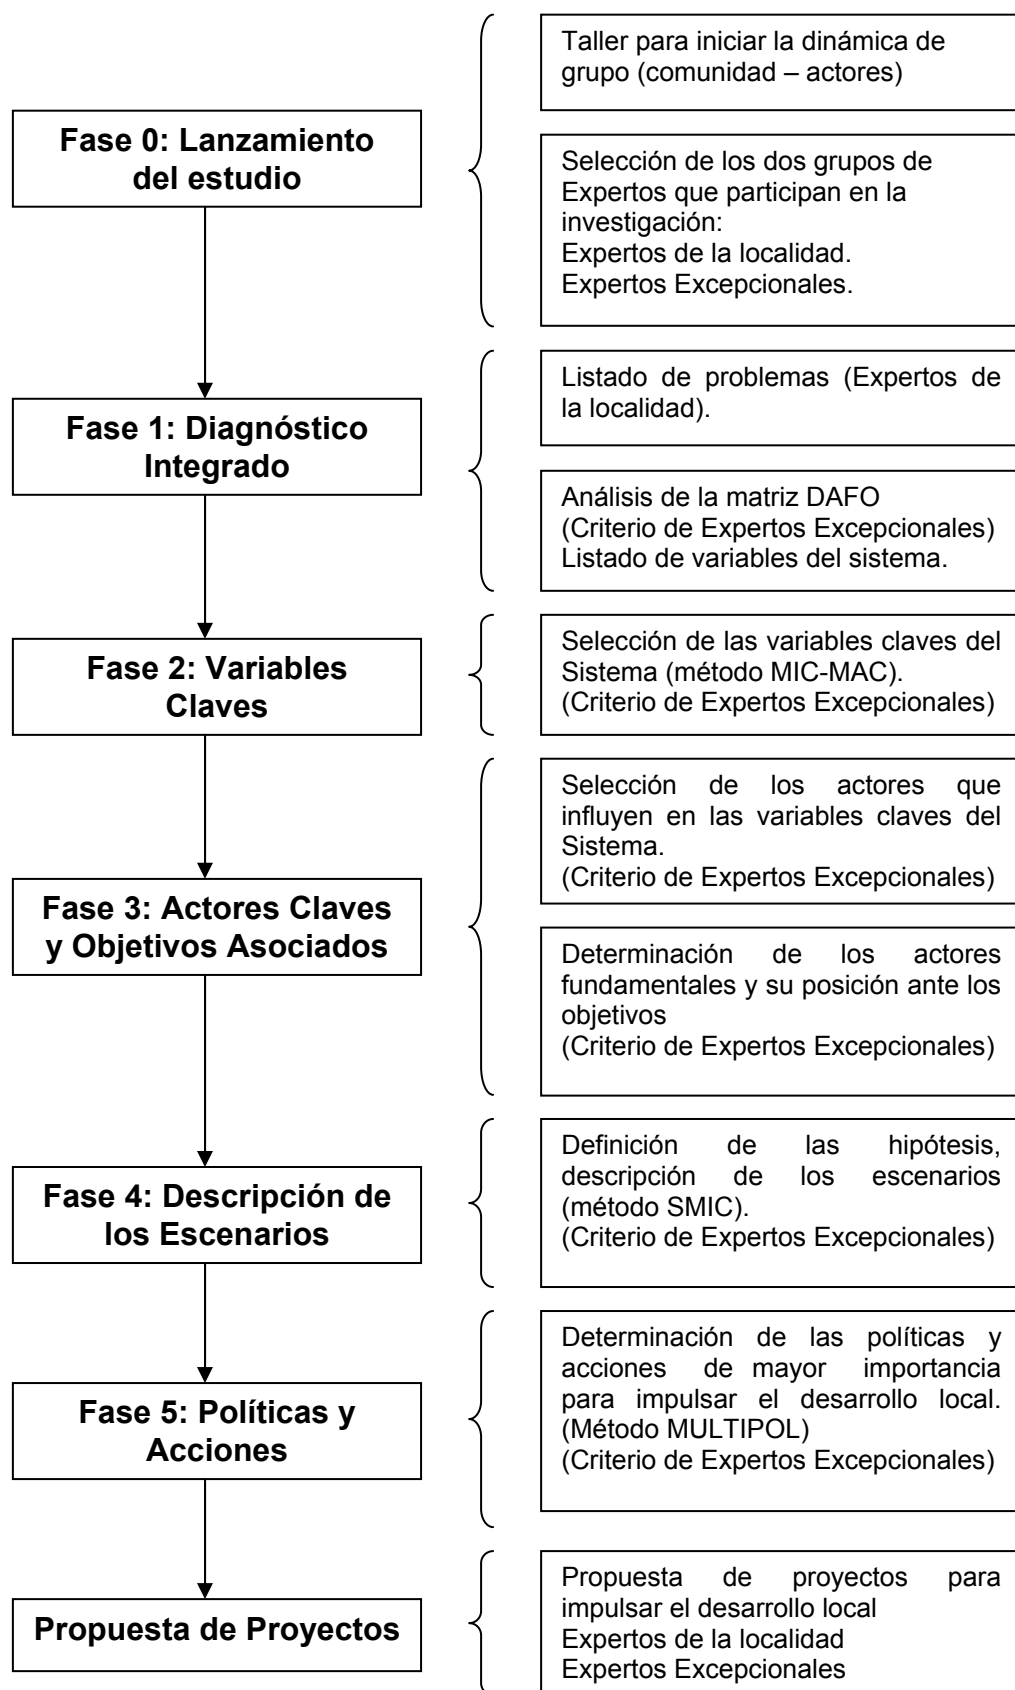 Taller para iniciar la dinámica de
grupo (comunidad – actores)
Fase 0: Lanzamiento
del estudio
Selección de los dos grupos de
Expertos que participan en la
investigación:
Expertos de la localidad.
Expertos Excepcionales.
Listado de problemas (Expertos de
la localidad).
Fase 1: Diagnóstico
Integrado
Análisis de la matriz DAFO
(Criterio de Expertos Excepcionales)
Listado de variables del sistema.
Fase 2: Variables
Claves
Selección de las variables claves del
Sistema (método MIC-MAC).
(Criterio de Expertos Excepcionales)
Selección de los actores que
influyen en las variables claves del
Sistema.
(Criterio de Expertos Excepcionales)
Fase 3: Actores Claves
y Objetivos Asociados
Determinación de los actores
fundamentales y su posición ante los
objetivos
(Criterio de Expertos Excepcionales)
Fase 4: Descripción de
los Escenarios
Definición de las hipótesis,
descripción de los escenarios
(método SMIC).
(Criterio de Expertos Excepcionales)
Fase 5: Políticas y
Acciones
Determinación de las políticas y
acciones de mayor importancia
para impulsar el desarrollo local.
(Método MULTIPOL)
(Criterio de Expertos Excepcionales)
Propuesta de Proyectos
Propuesta de proyectos para
impulsar el desarrollo local
Expertos de la localidad
Expertos Excepcionales